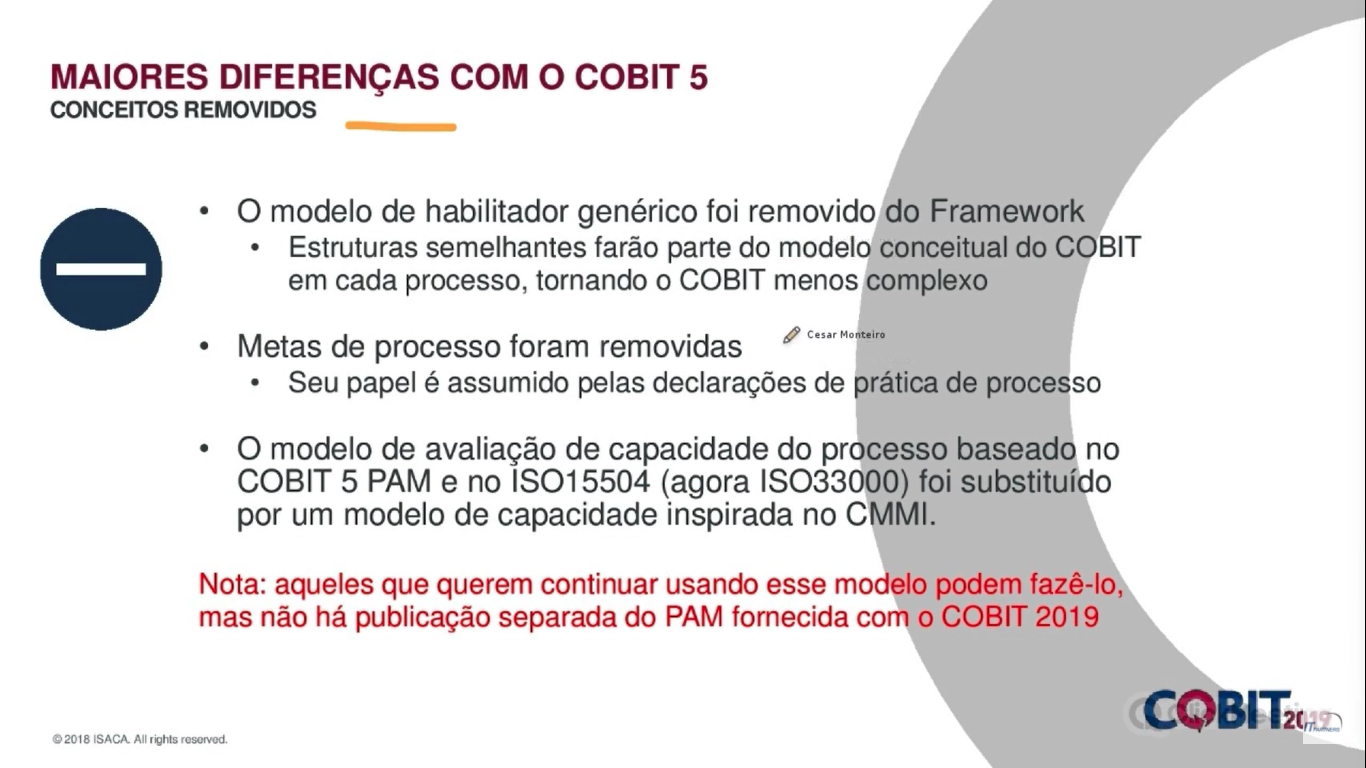 MAIORES DIFERENÇAS COM O COBIT 5
CONCEITOS REMOVIDOS
• O modelo de habilitador genérico foi removido do Framework
• Estruturas semelhantes farão parte do modelo conceitual do COBIT
em cada processo, tornando o COBIT menos complexo
Cesar Monteiro
• Metas de processo foram removidas
• Seu papel é assumido pelas declarações de prática de processo
• O modelo de avaliação de capacidade do processo baseado no
COBIT 5 PAM e no ISO15504 (agora ISO33000) foi substituído
por um modelo de capacidade inspirada no CMMI.
Nota: aqueles que querem continuar usando esse modelo podem fazê-lo,
mas não há publicação separada do PAM fornecida com o COBIT 2019
COBIT
© 2018 ISACA. All rights reserved.